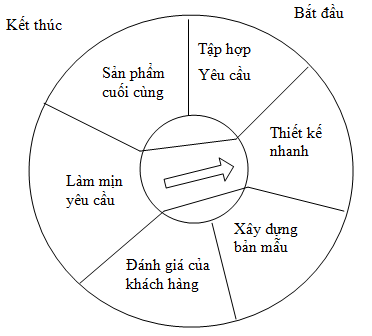 Kết thúc
Bắt đầu
Tập hợp
Yêu cầu
Thiết kế
nhanh
Xây dựng
bản mẫu
Đánh giá của
khách hàng
Làm mịn
yêu cầu
Sản phẩm
cuối cùng